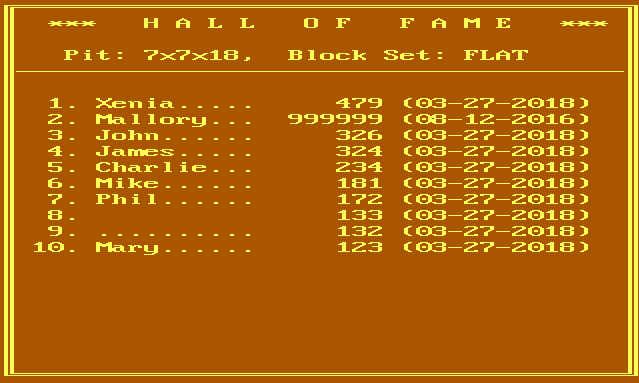 *** HALL OF FAME ***
Pit: 7x7x18, Block Set: FLAT
1. Xenia..... 479 (03-27-2018)
2. Mallory... 999999 (08-12-2016)
3. John...... 326 (03-27-2018)
4. James..... 324 (03-27-2018)
5. Charlie... 234 (03-27-2018)
6. Mike...... 181 (03-27-2018)
7. Phil...... 172 (03-27-2018)
8. 133 (03-27-2018)
9. .......... 132 (03-27-2018)
10. Mary...... 123 (03-27-2018)